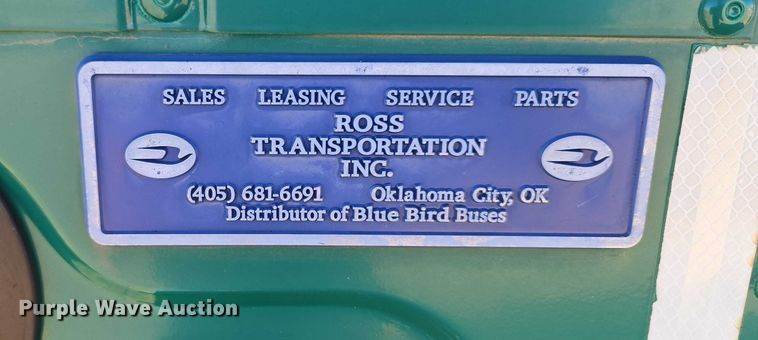 SALES LEASING SERVICE PARTS
ROSS
TRANSPORTATION
INC.
(405) 681-6691 Oklahoma City, OK
Distributor of Blue Bird Buses
Purple Wave Auction